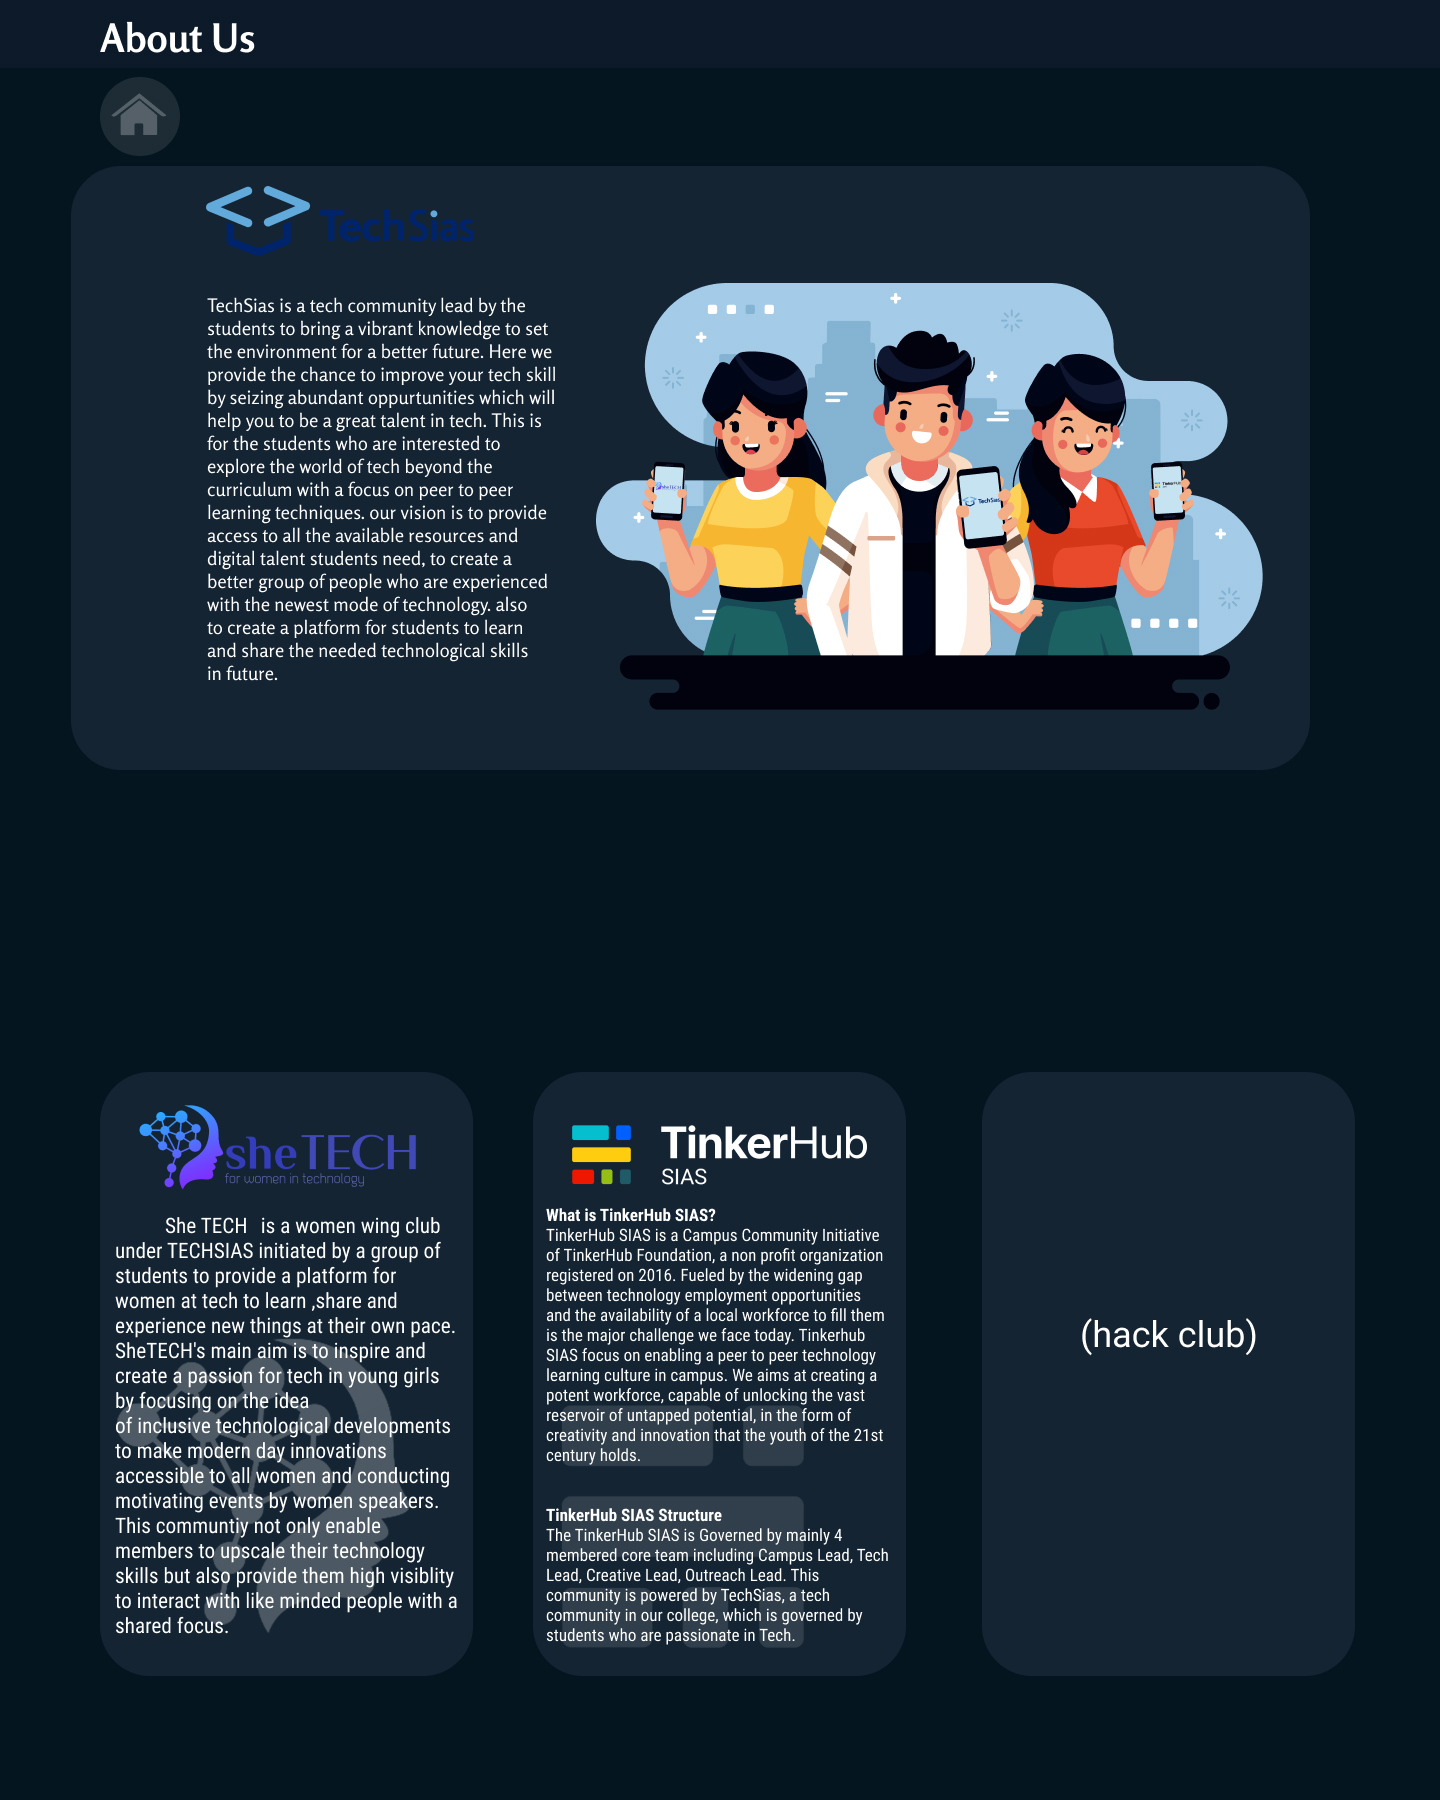 About Us
TechSias
TechSias is a tech community lead by the
students to bring a vibrant knowledge to set
the environment for a better future. Here we
provide the chance to improve your tech skill
by seizing abundant oppurtunities which will
help you to be a great talent in tech. This is
for the students who are interested to
explore the world of tech beyond the
curriculum with a focus on peer to peer
learning techniques. our vision is to provide
access to all the available resources and
digital talent students need, to create a
better group of people who are experienced
with the newest mode of technology. also
to create a platform for students to learn
and share the needed technological skills
in future.
sheTECH
TechSias
sheTECH
for women in technology
She TECH is a women wing club
under TECHSIAS initiated by a group of
students to provide a platform for
women at tech to learn ,share and
experience new things at their own pace.
SheTECH's main aim is to inspire and
create a passion for tech in young girls
by focusing on the idea
of inclusive technological developments
to make modern day innovations
accessible to all women and conducting
motivating events by women speakers.
This communtiy not only enable
members to upscale their technology
skills but also provide them high visiblity
to interact with like minded people with a
shared focus.
TinkerHub
SIAS
What is TinkerHub SIAS?
TinkerHub SIAS is a Campus Community Initiative
of TinkerHub Foundation, a non profit organization
registered on 2016. Fueled by the widening gap
between technology employment opportunities
and the availability of a local workforce to fill them
is the major challenge we face today. Tinkerhub
SIAS focus on enabling a peer to peer technology
learning culture in campus. We aims at creating a
potent workforce, capable of unlocking the vast
reservoir of untapped potential, in the form of
creativity and innovation that the youth of the 21st
century holds.
TinkerHub SIAS Structure
The TinkerHub SIAS is Governed by mainly 4
membered core team including Campus Lead, Tech
Lead, Creative Lead, Outreach Lead. This
community is powered by TechSias, a tech
community in our college, which is governed by
students who are passionate in Tech.
(hack club)